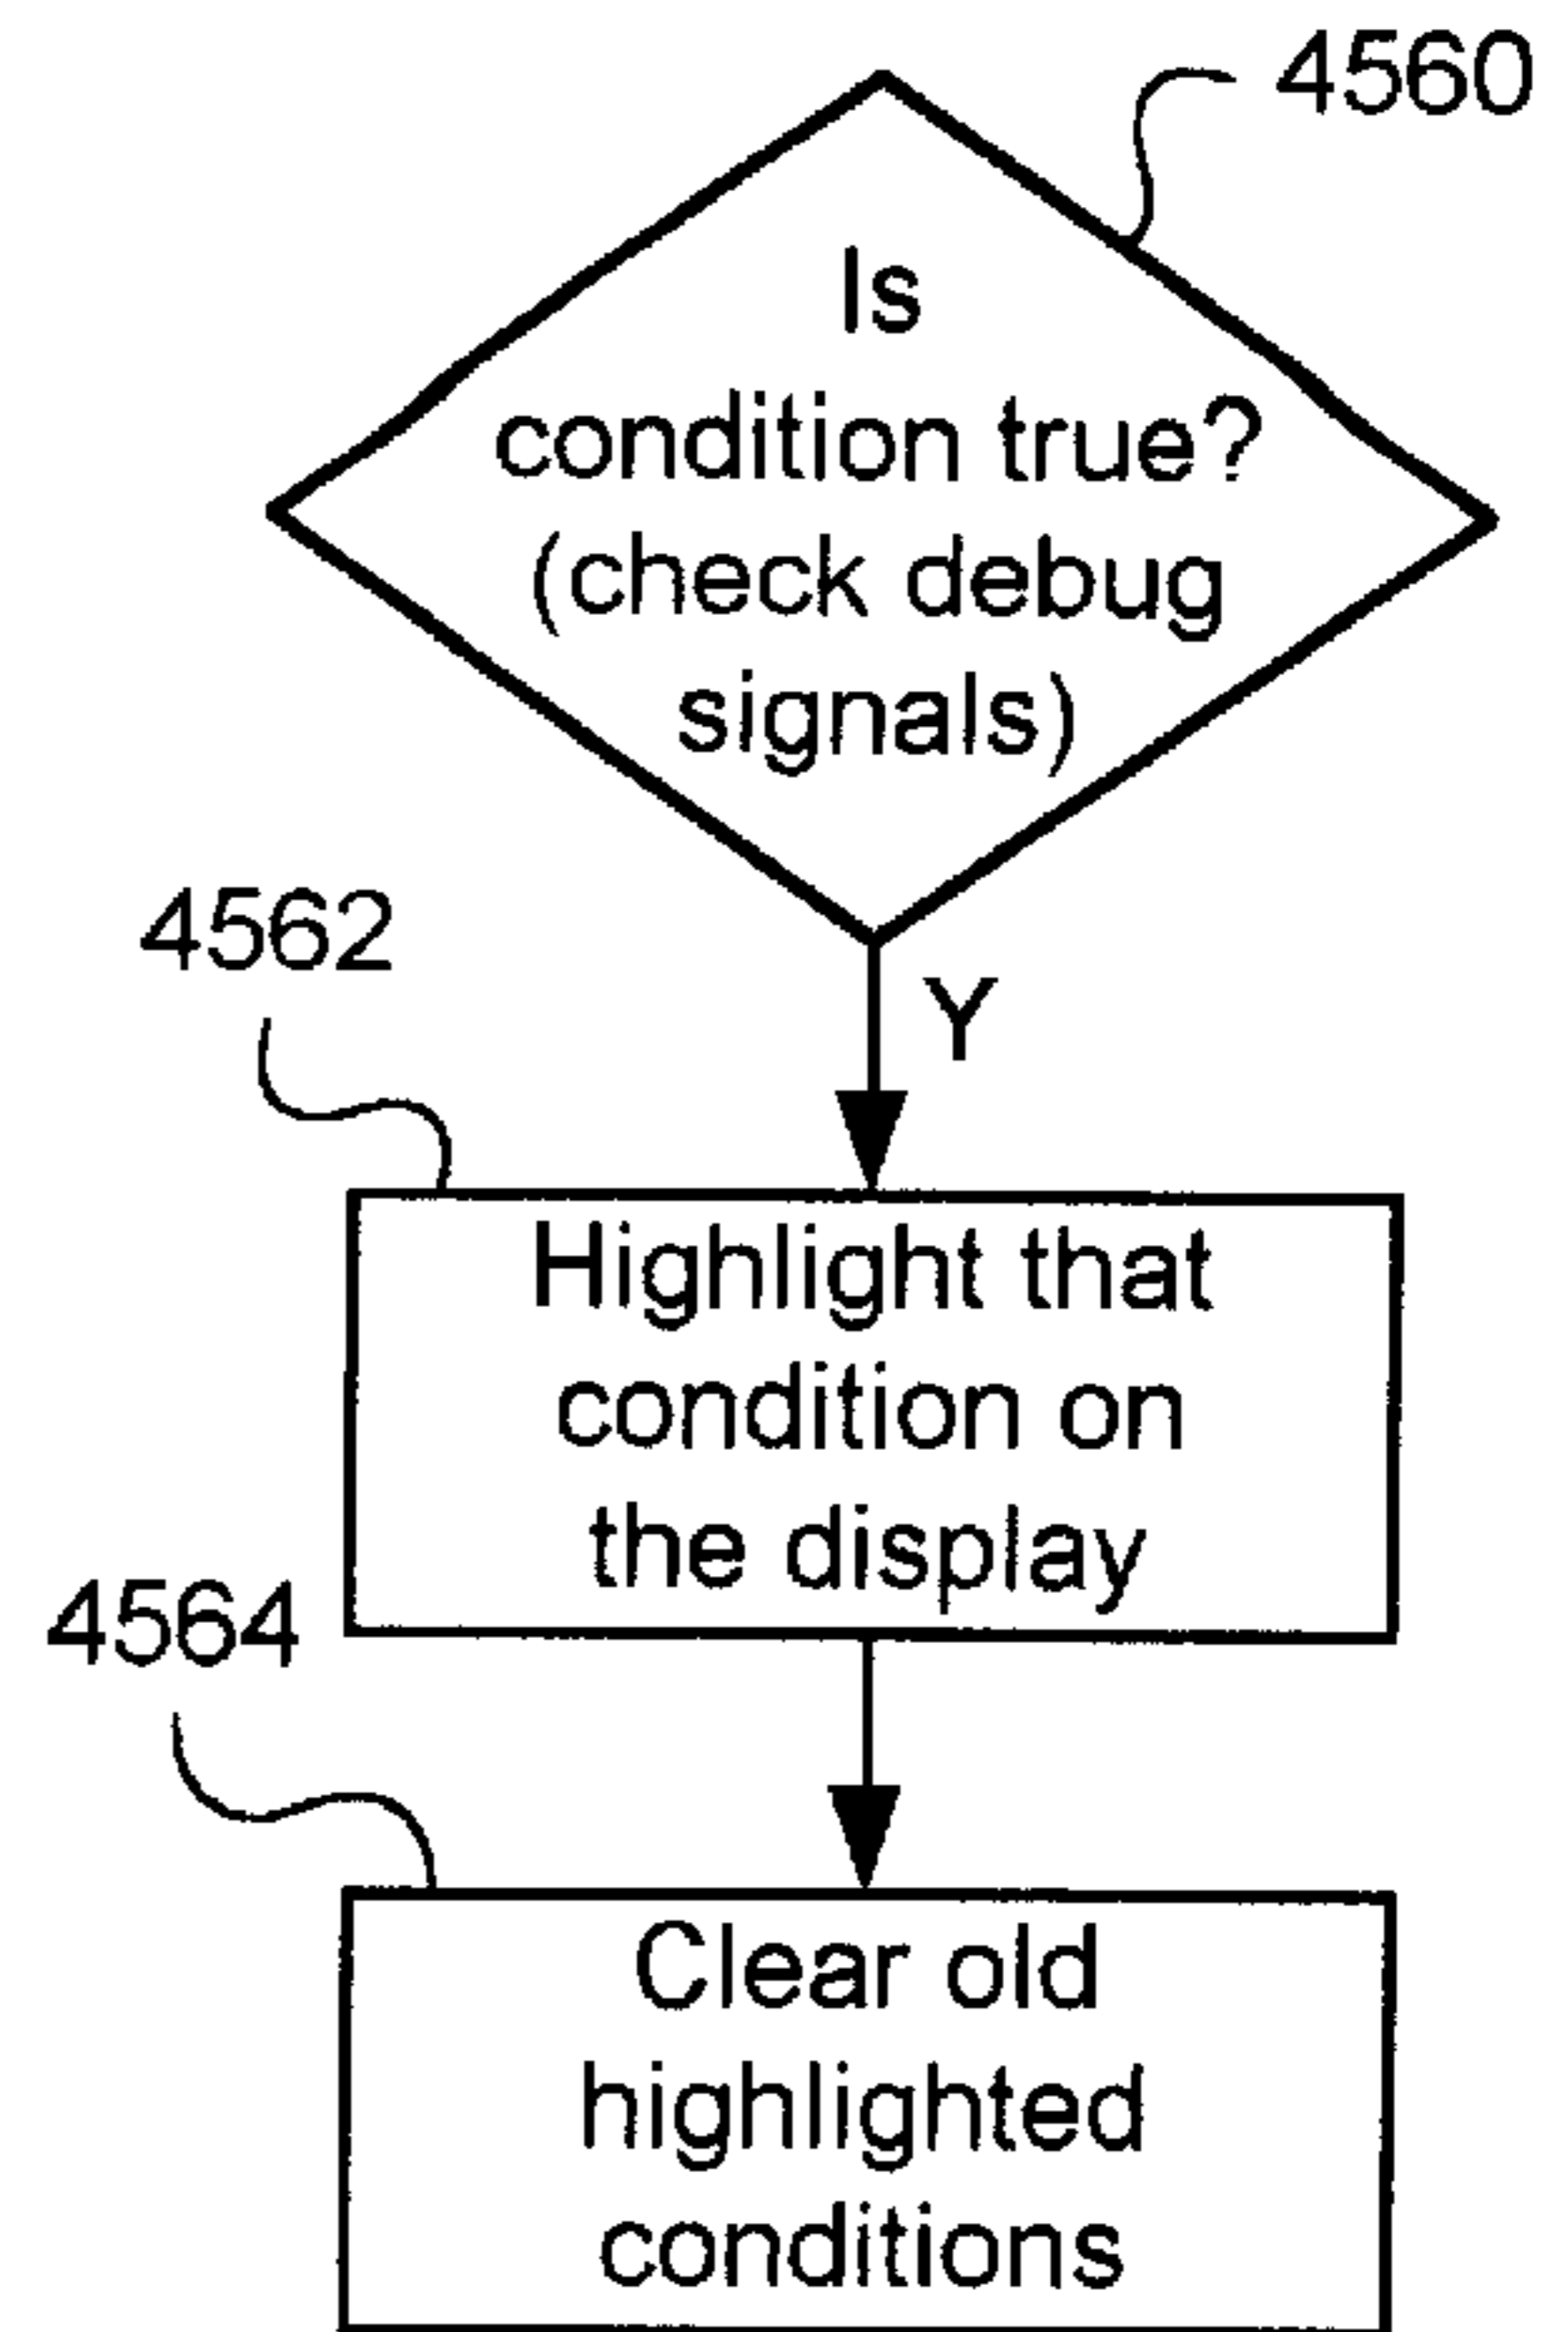 4560
Is
condition true?
(check debug
signals)
4562
Y
Highlight that
condition on
the display
4564
Clear old
highlighted
conditions